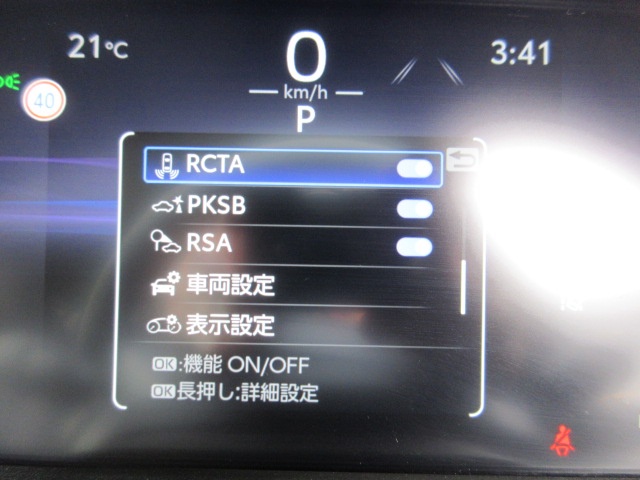 21℃
0
3:41
40
km/h
P
RCTA
PKSB
RSA
車両設定
表示設定
OK:機能 ON/OFF
OK長押し:詳細設定